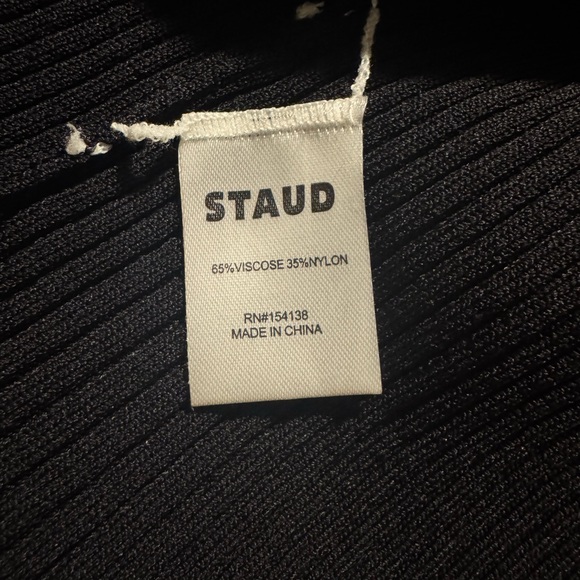 STAUD
65%VISCOSE 35%NYLON
RN#154138
MADE IN CHINA